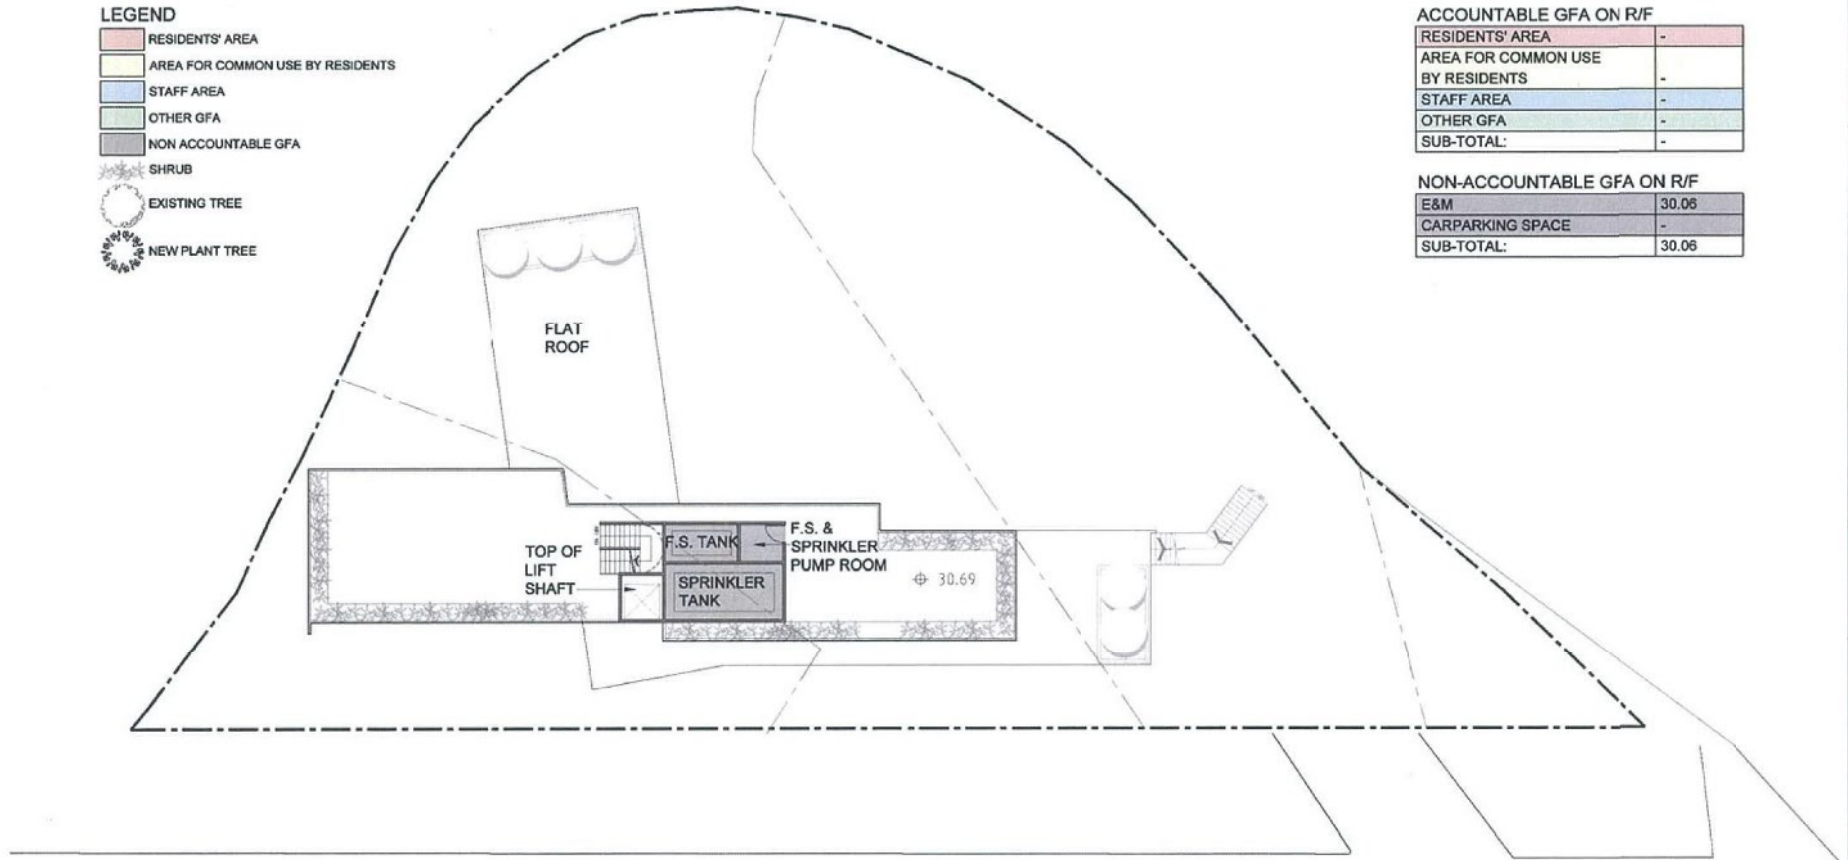 LEGEND
RESIDENTS' AREA
AREA FOR COMMON USE BY RESIDENTS
STAFF AREA
OTHER GFA
NON ACCOUNTABLE GFA
SHRUB
EXISTING TREE
NEW PLANT TREE
ACCOUNTABLE GFA ON R/F
RESIDENTS' AREA -
AREA FOR COMMON USE
BY RESIDENTS -
STAFF AREA -
OTHER GFA -
SUB-TOTAL: -
NON-ACCOUNTABLE GFA ON R/F
E&M 30.06
CARPARKING SPACE -
SUB-TOTAL: 30.06
FLAT
ROOF
TOP OF
LIFT
SHAFT
F.S. TANK
SPRINKLER
TANK
F.S. &
SPRINKLER
PUMP ROOM
30.69